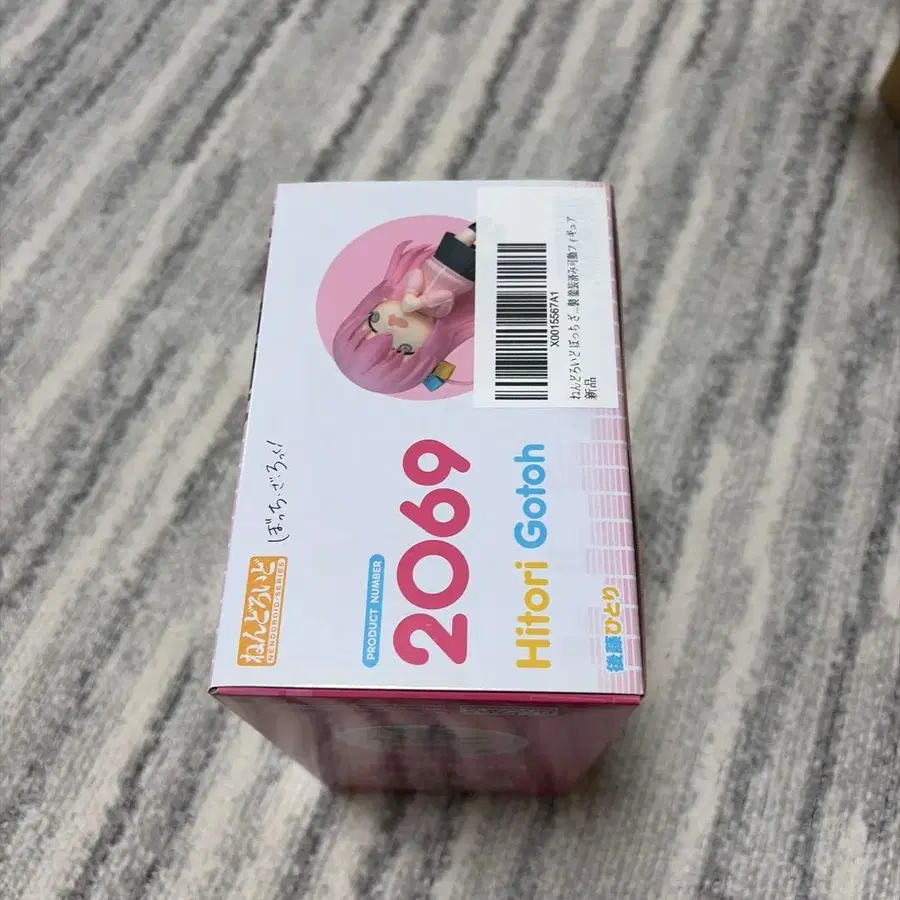 ねんどろいど
NENDOROID-SERIES
ぼっち・ざ・ろっく!
PRODUCT NUMBER
2069
Hitori Gotoh
後藤ひとり
X0015567A1
ねんどろいど ぼっち・ざ...製 塗装済み可動フィギュア
新品